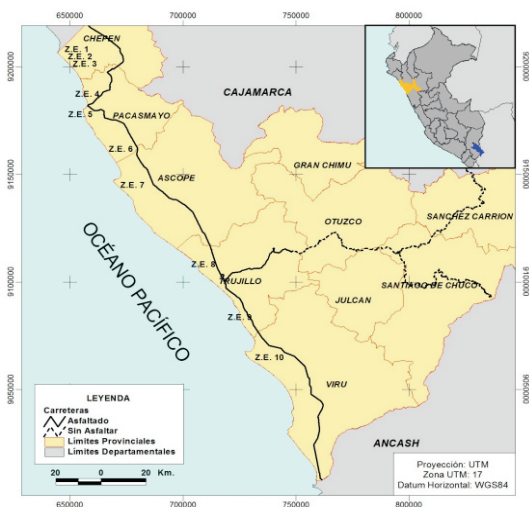 650000 700000 750000 800000
CHEPEN
Z.E. 1
Z.E. 2
Z.E. 3
9200000
CAJAMARCA
Z.E. 4
Z.E. 5
PACASMAYO
Z.E. 6
GRAN CHIMU
9150000
Z.E. 7
ASCOPE
OTUZCO
SANCHEZ CARRION
OCÉANO PACÍFICO
Z.E. 8
TRUJILLO
9100000
SANTIAGO DE CHUCO
JULCAN
Z.E. 9
Z.E. 10
VIRU
9050000
LEYENDA
Carreteras
Asfaltado
Sin Asfaltar
Limites Provinciales
Limites Departamentales
20 0 20 Km.
ANCASH
Proyección: UTM
Zona UTM: 17
Datum Horizontal: WGS84
650000 700000 750000 800000